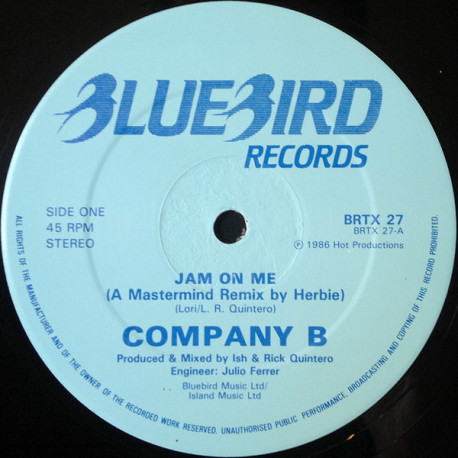 BLUEBIRD
RECORDS
SIDE ONE
45 RPM
STEREO
BRTX 27
BRTX 27-A
℗ 1986 Hot Productions
JAM ON ME
(A Mastermind Remix by Herbie)
(Lori/L. R. Quintero)
COMPANY B
Produced & Mixed by Ish & Rick Quintero
Engineer: Julio Ferrer
Bluebird Music Ltd/
Island Music Ltd
ALL RIGHTS OF THE MANUFACTURER AND OF THE OWNER OF THE RECORDED WORK RESERVED. UNAUTHORISED PUBLIC PERFORMANCE, BROADCASTING AND COPYING OF THIS RECORD PROHIBITED.